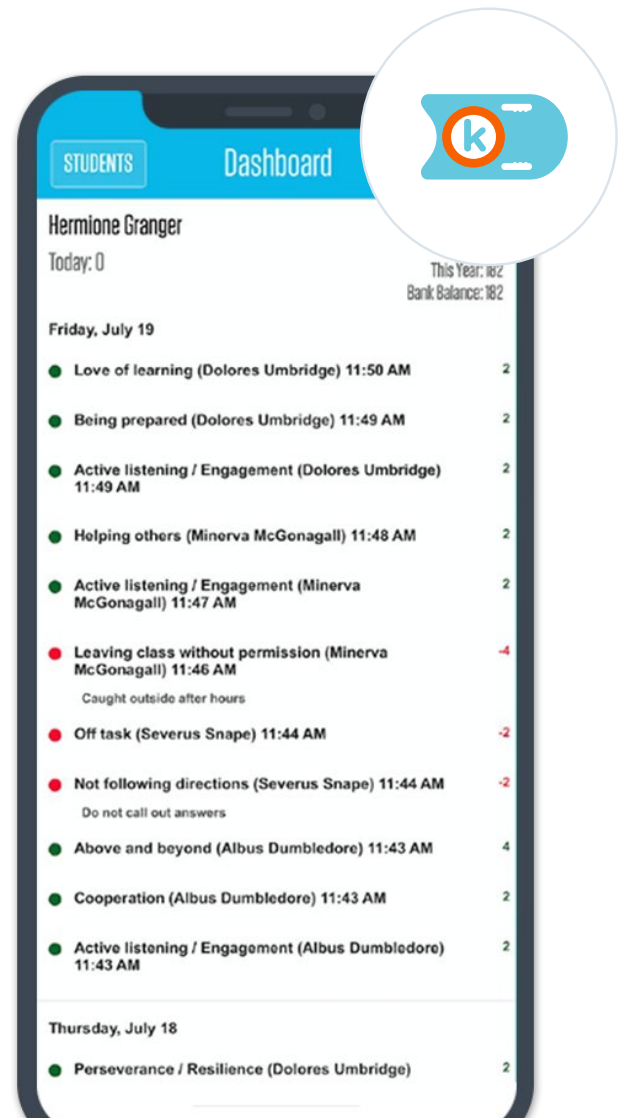 k
STUDENTS
Dashboard
Hermione Granger
Today: 0
This Year: 182
Bank Balance: 182
Friday, July 19
Love of learning (Dolores Umbridge) 11:50 AM 2
Being prepared (Dolores Umbridge) 11:49 AM 2
Active listening / Engagement (Dolores Umbridge) 2
11:49 AM
Helping others (Minerva McGonagall) 11:48 AM 2
Active listening / Engagement (Minerva 2
McGonagall) 11:47 AM
Leaving class without permission (Minerva -4
McGonagall) 11:46 AM
Caught outside after hours
Off task (Severus Snape) 11:44 AM -2
Not following directions (Severus Snape) 11:44 AM -2
Do not call out answers
Above and beyond (Albus Dumbledore) 11:43 AM 4
Cooperation (Albus Dumbledore) 11:43 AM 2
Active listening / Engagement (Albus Dumbledore) 2
11:43 AM
Thursday, July 18
Perseverance / Resilience (Dolores Umbridge) 2